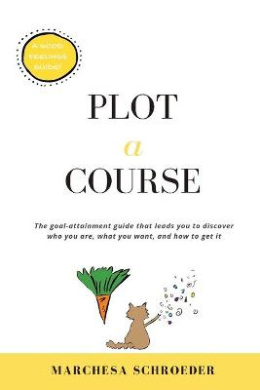 A GOOD
FEELINGS
GUIDE!
PLOT
a
COURSE
The goal-attainment guide that leads you to discover
who you are, what you want, and how to get it
MARCHESA SCHROEDER